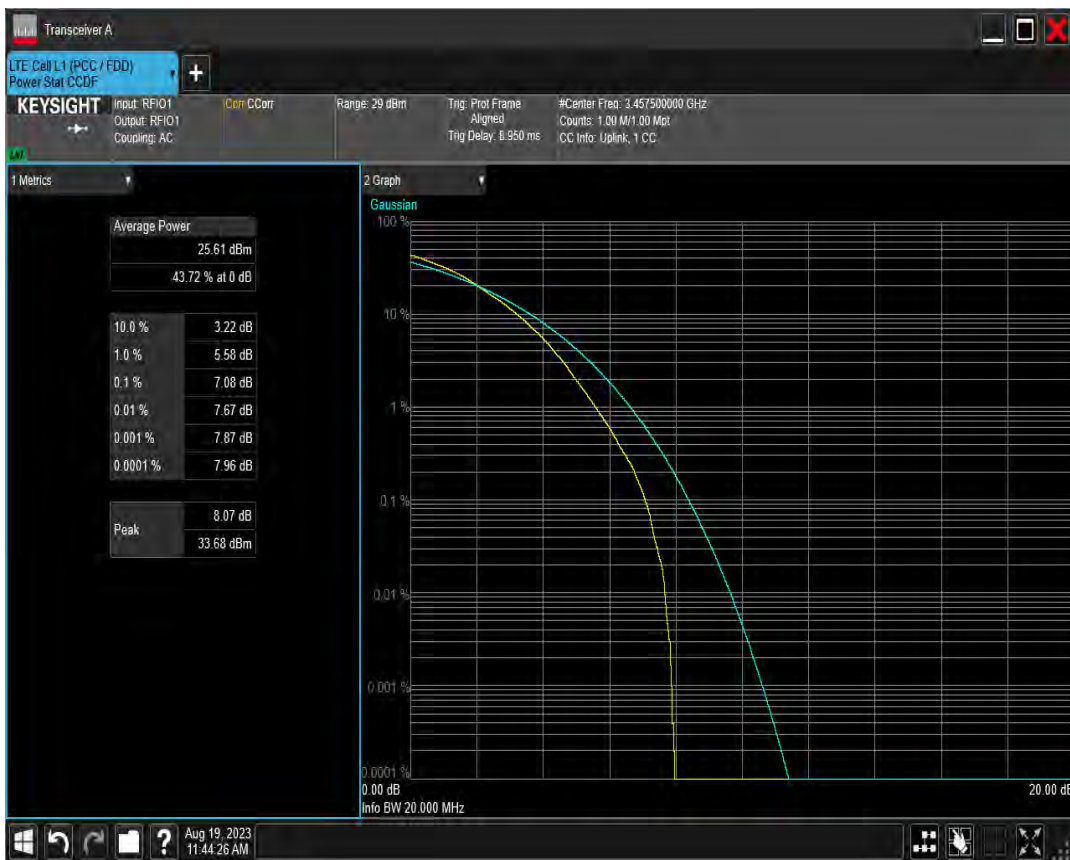 Transceiver A
LTE Cell L1 (PCC / FDD)
Power Stat CCDF
+
KEYSIGHT
Input: RFIO1
Output: RFIO1
Coupling: AC
Corr CCorr
Range: 29 dBm
Trig: Prot Frame
Aligned
Trig Delay: 8.950 ms
#Center Freq: 3.457500000 GHz
Counts: 1.00 M/1.00 Mpt
CC Info: Uplink, 1 CC
1 Metrics
Average Power
25.61 dBm
43.72 % at 0 dB
10.0 % 3.22 dB
1.0 % 5.58 dB
0.1 % 7.08 dB
0.01 % 7.67 dB
0.001 % 7.87 dB
0.0001 % 7.96 dB
Peak
8.07 dB
33.68 dBm
2 Graph
Gaussian
100 %
10 %
1 %
0.1 %
0.01 %
0.001 %
0.0001 %
0.00 dB 20.00 dB
Info BW 20.000 MHz
?
Aug 19, 2023
11:44:26 AM